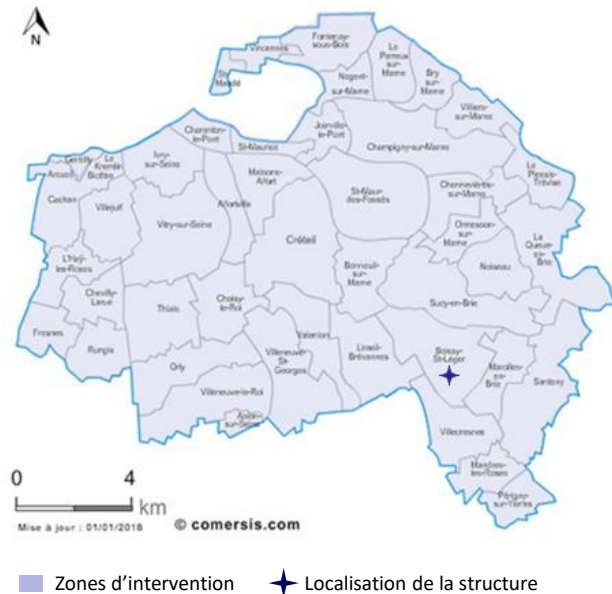 N
Fontenay-
sous-Bois
Vincennes
St-
Mandé
Le
Perreux
sur-
Marne
Bry
sur-
Marne
Nogent-
sur-Marne
Villiers-
sur-Marne
Joinville-
le-Pont
Charenton-
le-Pont
St-Maurice
Champigny-sur-Marne
Le
Plessis-
Trévise
Gentilly
Le
Kremlin
Bicêtre
Ivry-
sur-Seine
Arcueil
Maisons-
Alfort
Cachan
Villejuif
Vitry-sur-Seine
Alfortville
St-Maur-
des-Fossés
Chennevières-
sur-Marne
Ormesson-
sur-
Marne
La
Queue-
en-Brie
Créteil
L'Haÿ-
les-Roses
Bonneuil-
sur-
Marne
Noiseau
Chevilly-
Larue
Thiais
Choisy-
le-Roi
Sucy-en-Brie
Fresnes
Rungis
Valenton
Villeneuve-
St-
Georges
Limeil-
Brévannes
Boissy-
St-Léger
Marolles-
en-
Brie
Santeny
Orly
Villeneuve-le-Roi
Ablon-
sur-Seine
Villecresnes
Mandres-
les-Roses
Périgny-
sur-Yerres
0 4
km
Mise à jour : 01/01/2018 © comersis.com
Zones d'intervention Localisation de la structure